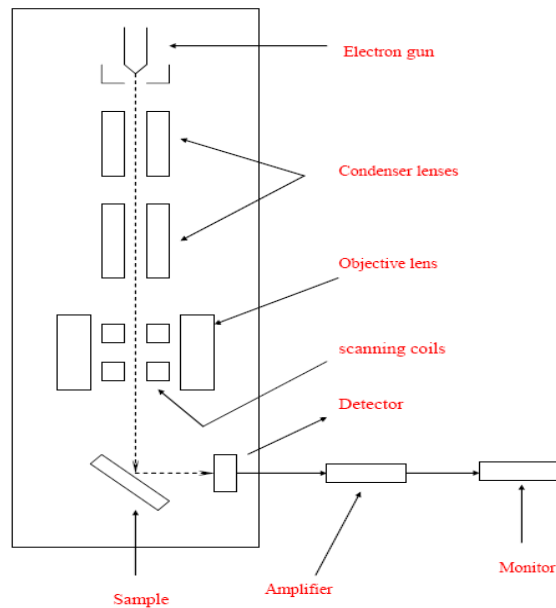 Electron gun
Condenser lenses
Objective lens
scanning coils
Detector
Monitor
Amplifier
Sample